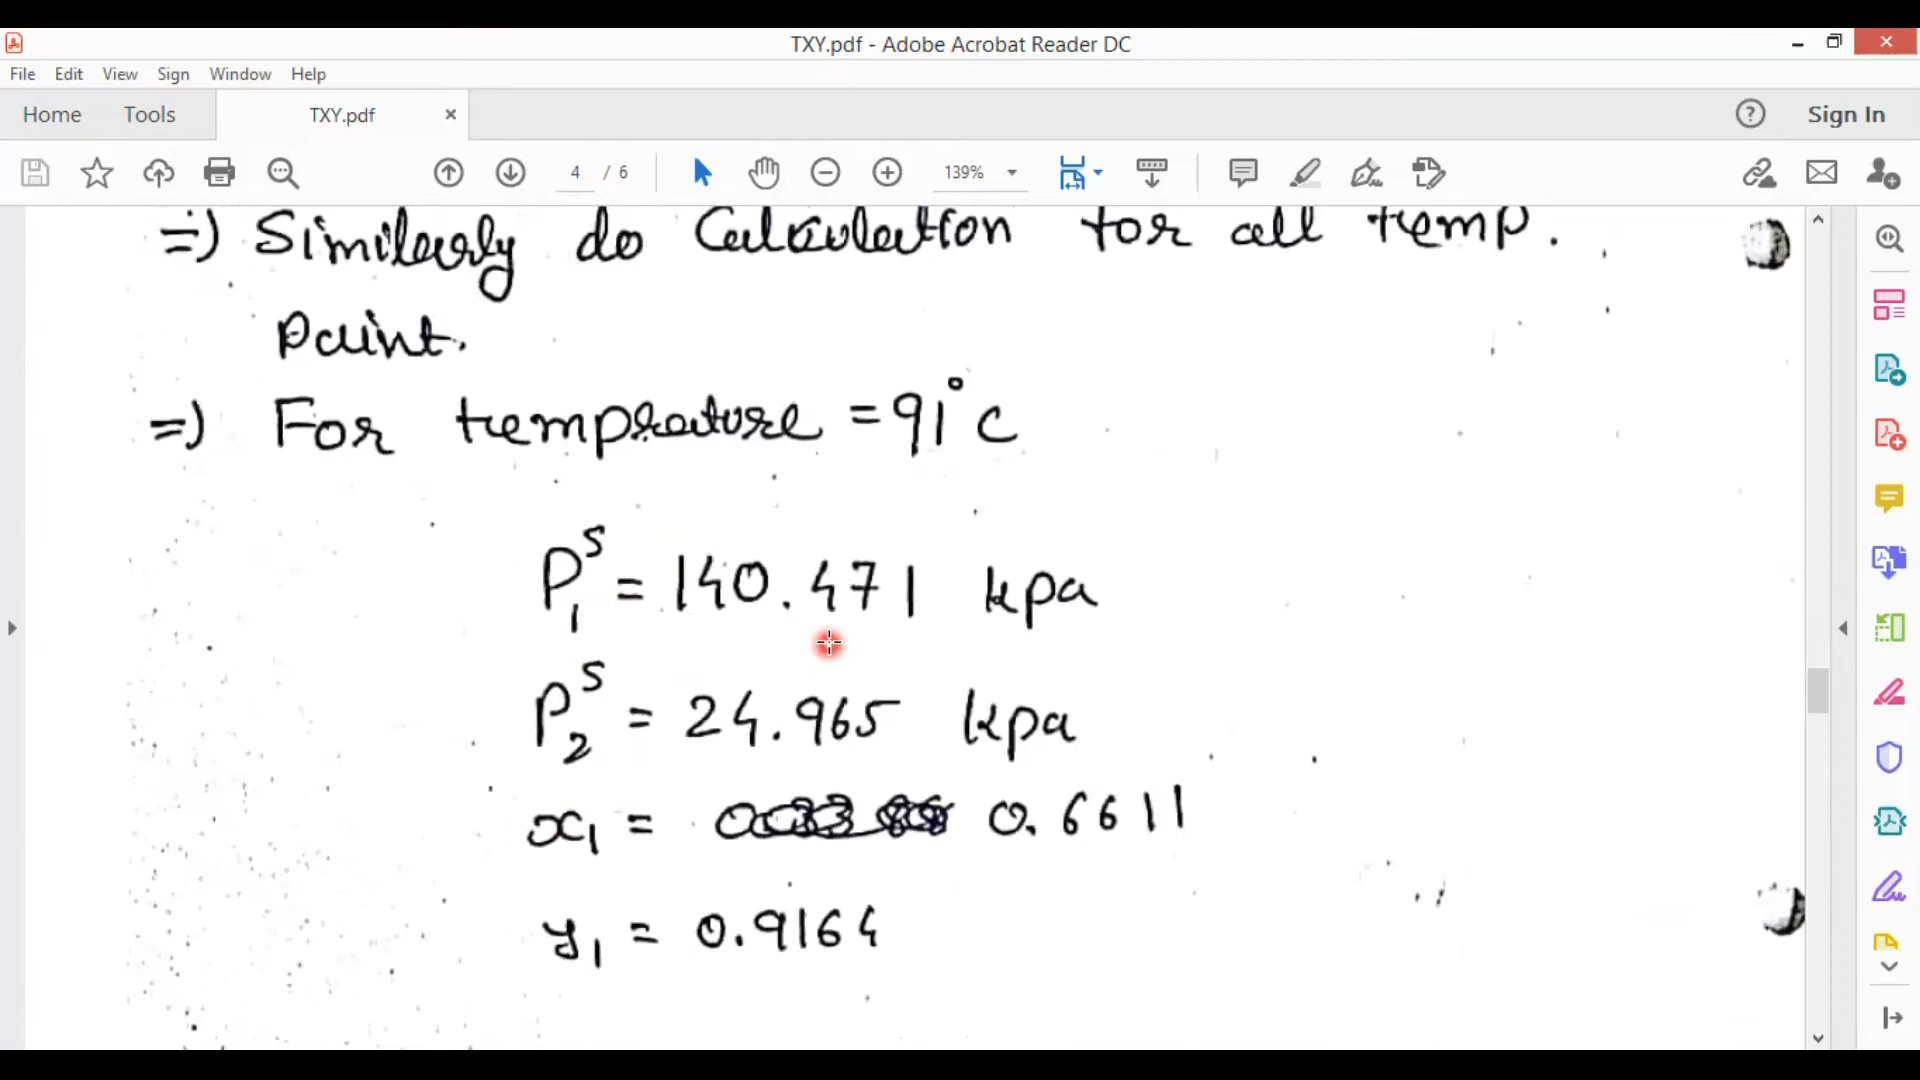 TXY.pdf - Adobe Acrobat Reader DC
File Edit View Sign Window Help
Home Tools TXY.pdf × ? Sign In
4 / 6 139%
=) Similarly do Calculation for all temp.
Point.
=) For temprature = 91°c
P₁ˢ = 140.471 kpa
P₂ˢ = 24.965 kpa
x₁ = 0.6611
y₁ = 0.9164